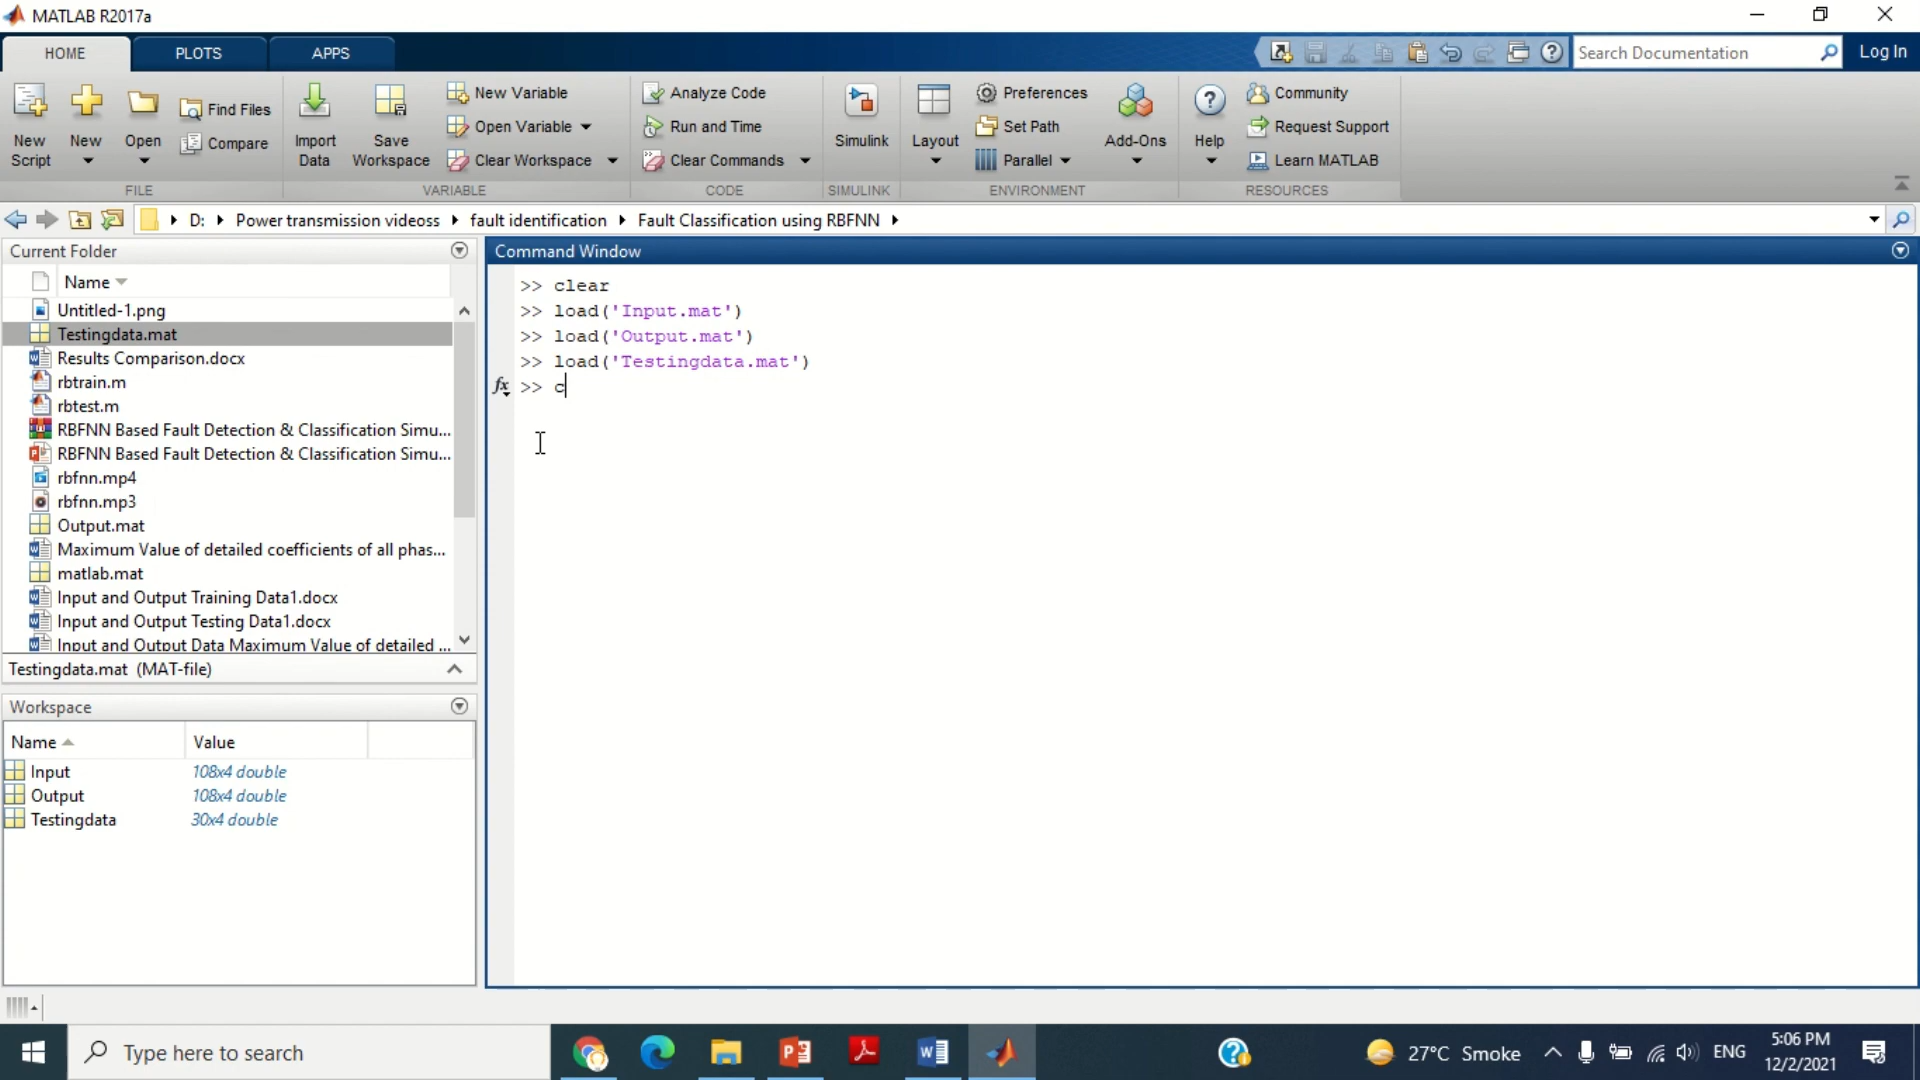 MATLAB R2017a
HOME PLOTS APPS
Search Documentation Log In
New Script New Open Find Files Compare
Import Data Save Workspace New Variable Open Variable Clear Workspace
Analyze Code Run and Time Clear Commands
Simulink Layout Preferences Set Path Parallel Add-Ons
Help Community Request Support Learn MATLAB
FILE VARIABLE CODE SIMULINK ENVIRONMENT RESOURCES
D: Power transmission videoss fault identification Fault Classification using RBFNN
Current Folder
Name
Untitled-1.png
Testingdata.mat
Results Comparison.docx
rbtrain.m
rbtest.m
RBFNN Based Fault Detection & Classification Simu...
RBFNN Based Fault Detection & Classification Simu...
rbfnn.mp4
rbfnn.mp3
Output.mat
Maximum Value of detailed coefficients of all phas...
matlab.mat
Input and Output Training Data1.docx
Input and Output Testing Data1.docx
Input and Output Data Maximum Value of detailed ...
Testingdata.mat (MAT-file)
Workspace
Name Value
Input 108x4 double
Output 108x4 double
Testingdata 30x4 double
Command Window
>> clear
>> load('Input.mat')
>> load('Output.mat')
>> load('Testingdata.mat')
fx >> c
Type here to search
27°C Smoke ENG
5:06 PM
12/2/2021